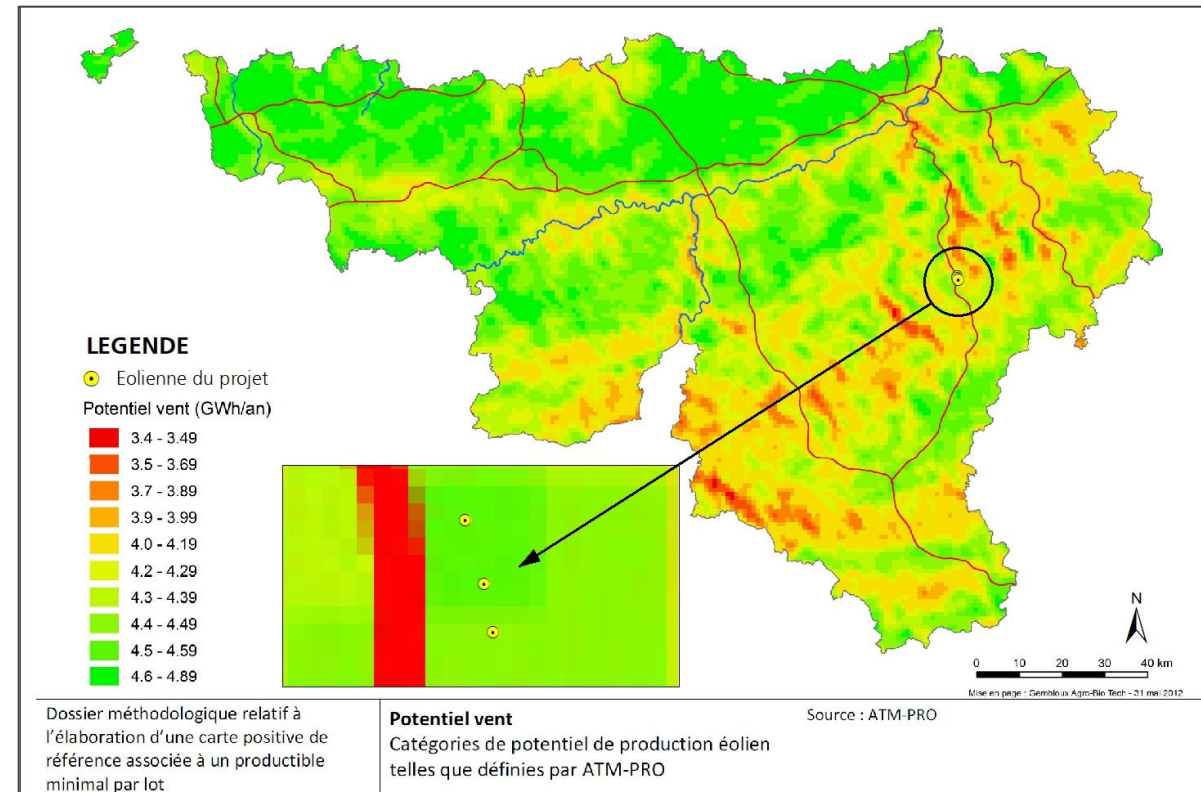 LEGENDE
Eolienne du projet
Potentiel vent (GWh/an)
3.4 - 3.49
3.5 - 3.69
3.7 - 3.89
3.9 - 3.99
4.0 - 4.19
4.2 - 4.29
4.3 - 4.39
4.4 - 4.49
4.5 - 4.59
4.6 - 4.89
N
0 10 20 30 40 km
Mise en page : Gembloux Agro-Bio Tech - 31 mai 2012
Dossier méthodologique relatif à
l'élaboration d'une carte positive de
référence associée à un productible
minimal par lot
Potentiel vent
Catégories de potentiel de production éolien
telles que définies par ATM-PRO
Source : ATM-PRO